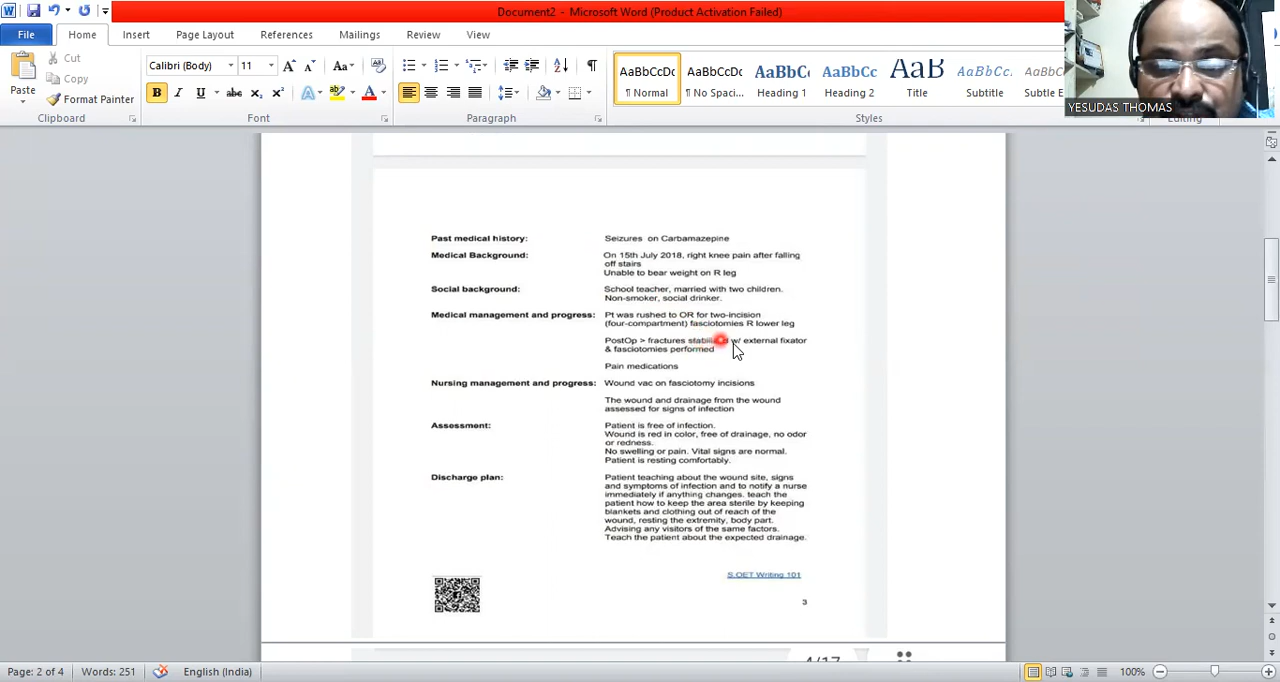 Document2 - Microsoft Word (Product Activation Failed)
File Home Insert Page Layout References Mailings Review View
Paste
Cut
Copy
Format Painter
Clipboard
Calibri (Body) 11
Font
Paragraph
AaBbCcDc AaBbCcDc AaBbCc AaBbCc AaB AaBbCc. AaBbCcD
¶ Normal ¶ No Spaci... Heading 1 Heading 2 Title Subtitle Subtle E
Styles
Editing
YESUDAS THOMAS
Past medical history: Seizures on Carbamazepine
Medical Background: On 15th July 2018, right knee pain after falling
off stairs
Unable to bear weight on R leg
Social background: School teacher, married with two children.
Non-smoker, social drinker.
Medical management and progress: Pt was rushed to OR for two-incision
(four-compartment) fasciotomies R lower leg
PostOp > fractures stabilized w/ external fixator
& fasciotomies performed
Pain medications
Nursing management and progress: Wound vac on fasciotomy incisions
The wound and drainage from the wound
assessed for signs of infection
Assessment: Patient is free of infection.
Wound is red in color, free of drainage, no odor
or redness.
No swelling or pain. Vital signs are normal.
Patient is resting comfortably.
Discharge plan: Patient teaching about the wound site, signs
and symptoms of infection and to notify a nurse
immediately if anything changes. teach the
patient how to keep the area sterile by keeping
blankets and clothing out of reach of the
wound, resting the extremity, body part.
Advising any visitors of the same factors.
Teach the patient about the expected drainage.
S.OET Writing 101
3
4/17
Page: 2 of 4 Words: 251 English (India) 100%